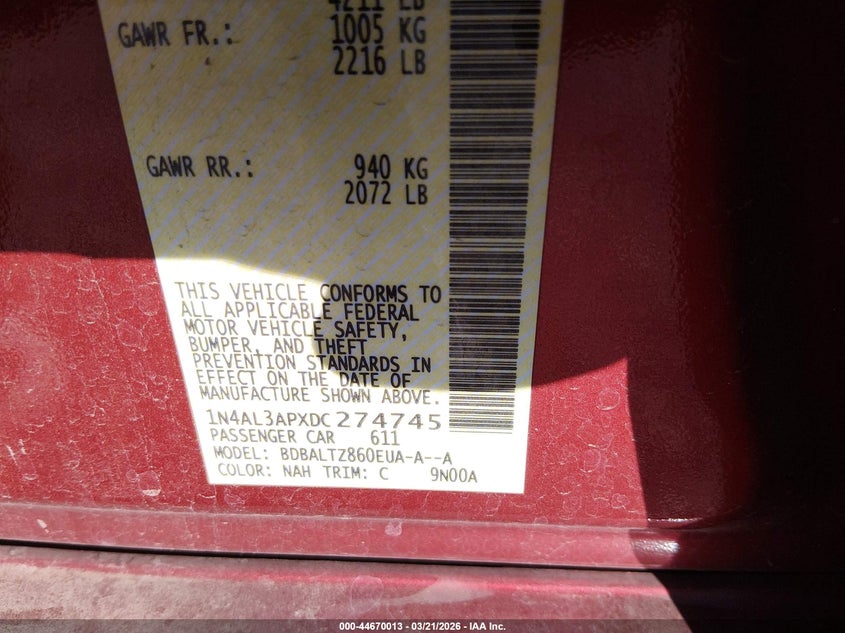 4211 LB
GAWR FR.: 1005 KG
2216 LB
GAWR RR.: 940 KG
2072 LB
THIS VEHICLE CONFORMS TO
ALL APPLICABLE FEDERAL
MOTOR VEHICLE SAFETY,
BUMPER, AND THEFT
PREVENTION STANDARDS IN
EFFECT ON THE DATE OF
MANUFACTURE SHOWN ABOVE.
1N4AL3APXDC274745
PASSENGER CAR 611
MODEL: BDBALTZ860EUA-A--A
COLOR: NAH TRIM: C 9N00A
000-44670013 - 03/21/2026 - IAA Inc.